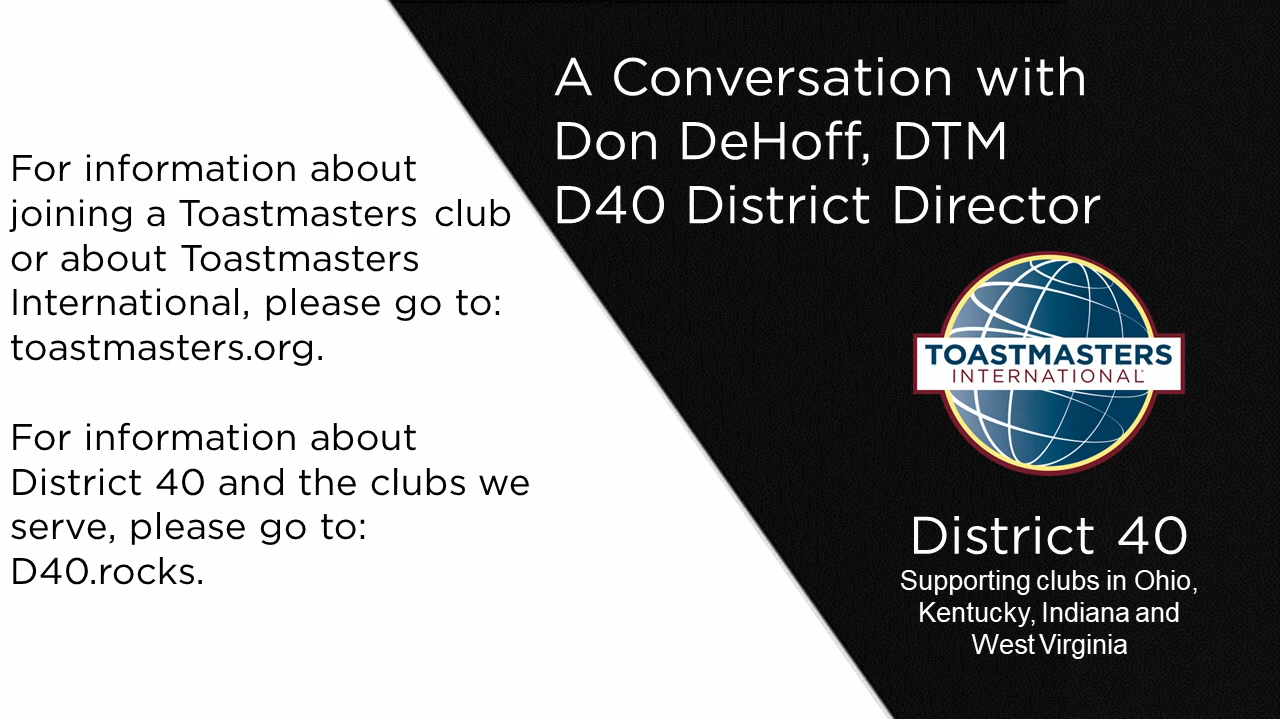 For information about
joining a Toastmasters club
or about Toastmasters
International, please go to:
toastmasters.org.
For information about
District 40 and the clubs we
serve, please go to:
D40.rocks.
A Conversation with
Don DeHoff, DTM
D40 District Director
TOASTMASTERS
INTERNATIONAL
District 40
Supporting clubs in Ohio,
Kentucky, Indiana and
West Virginia